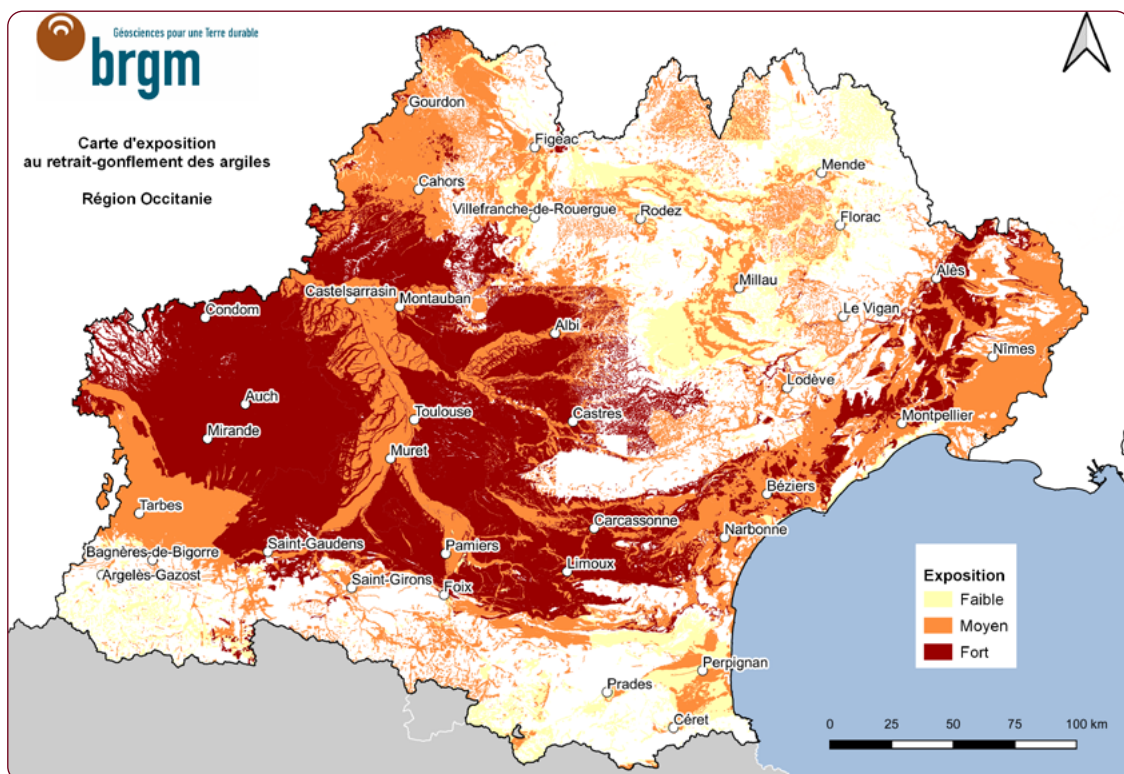 Géosciences pour une Terre durable
brgm
Carte d'exposition
au retrait-gonflement des argiles
Région Occitanie
Gourdon
Figeac
Mende
Cahors
Villefranche-de-Rouergue
Rodez
Florac
Alès
Millau
Castelsarrasin
Montauban
Condom
Le Vigan
Albi
Nîmes
Lodève
Auch
Toulouse
Castres
Montpellier
Mirande
Muret
Béziers
Tarbes
Carcassonne
Narbonne
Bagnères-de-Bigorre
Saint-Gaudens
Pamiers
Limoux
Argelès-Gazost
Saint-Girons
Foix
Exposition
Faible
Moyen
Fort
Perpignan
Prades
Céret
0 25 50 75 100 km